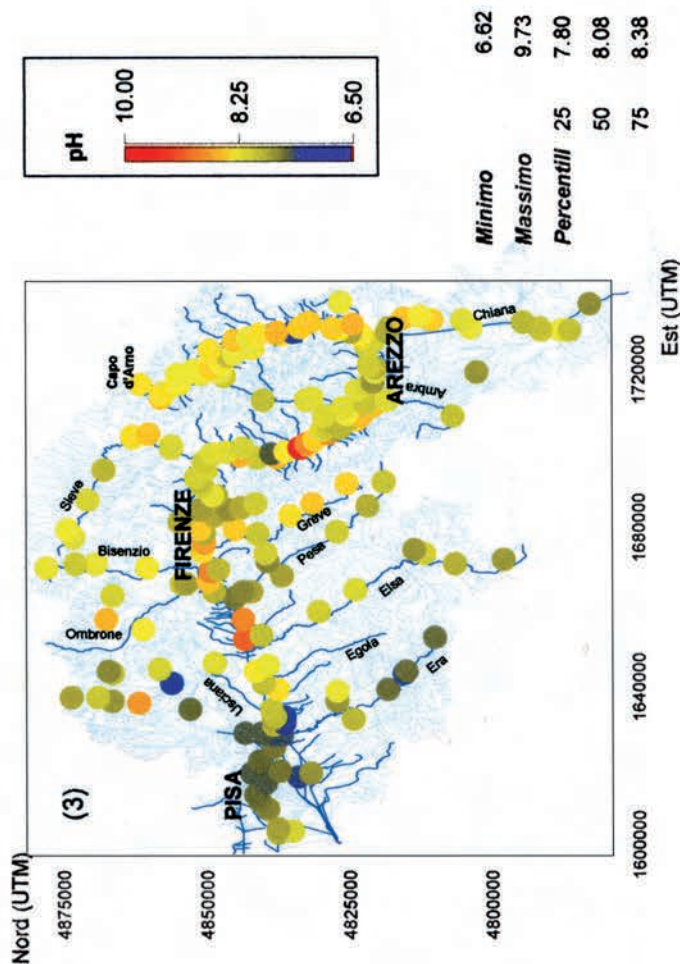 Nord (UTM)
4875000
4850000
4825000
4800000
1600000
1640000
1680000
1720000
Est (UTM)
(3)
PISA
FIRENZE
AREZZO
Capo
d'Arno
Sieve
Bisenzio
Ombrone
Usciana
Greve
Pesa
Elsa
Egola
Era
Ambra
Chiana
pH
10.00
8.25
6.50
Minimo 6.62
Massimo 9.73
Percentili 25 7.80
50 8.08
75 8.38